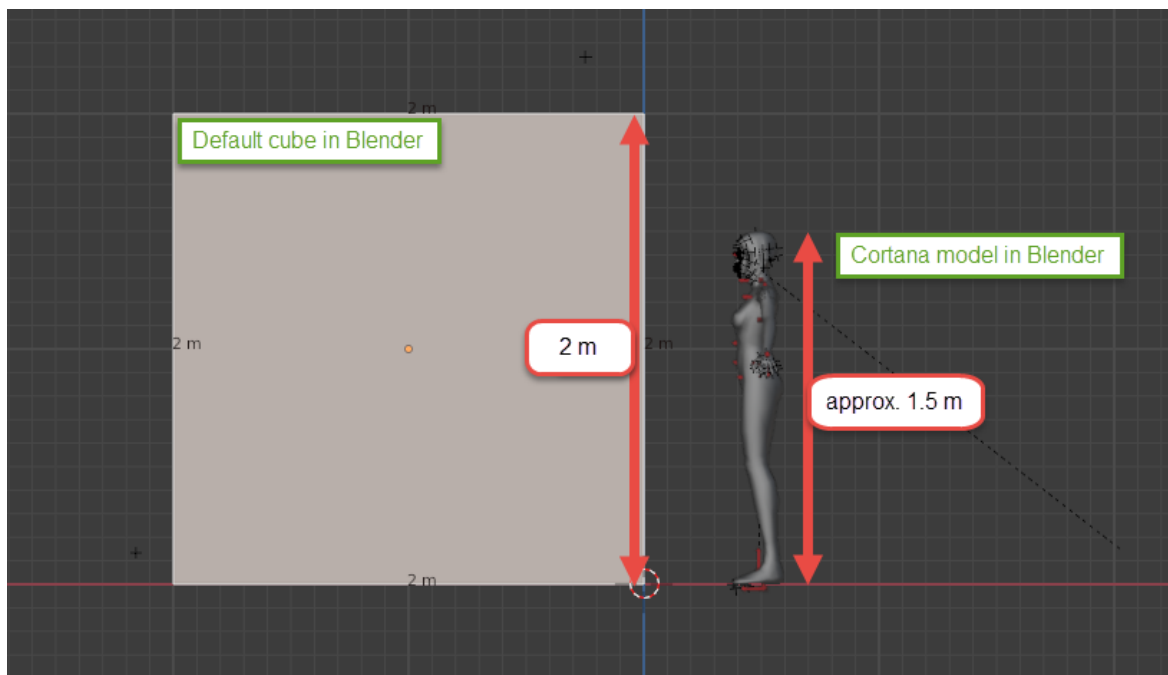 2 m
Default cube in Blender
Cortana model in Blender
2 m
2 m
2 m
approx. 1.5 m
2 m